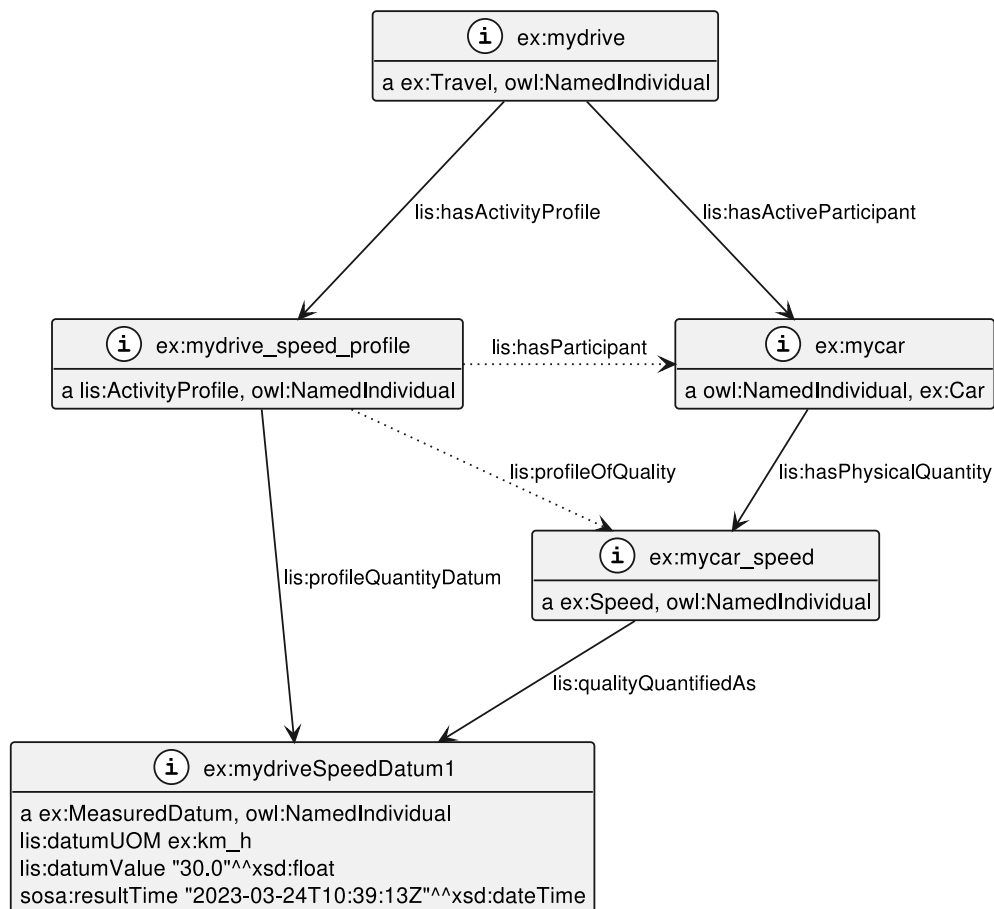 i ex:mydrive
a ex:Travel, owl:NamedIndividual
lis:hasActivityProfile
lis:hasActiveParticipant
i ex:mydrive_speed_profile
a lis:ActivityProfile, owl:NamedIndividual
lis:hasParticipant
i ex:mycar
a owl:NamedIndividual, ex:Car
lis:profileOfQuality
lis:hasPhysicalQuantity
lis:profileQuantityDatum
i ex:mycar_speed
a ex:Speed, owl:NamedIndividual
lis:qualityQuantifiedAs
i ex:mydriveSpeedDatum1
a ex:MeasuredDatum, owl:NamedIndividual
lis:datumUOM ex:km_h
lis:datumValue "30.0"^^xsd:float
sosa:resultTime "2023-03-24T10:39:13Z"^^xsd:dateTime